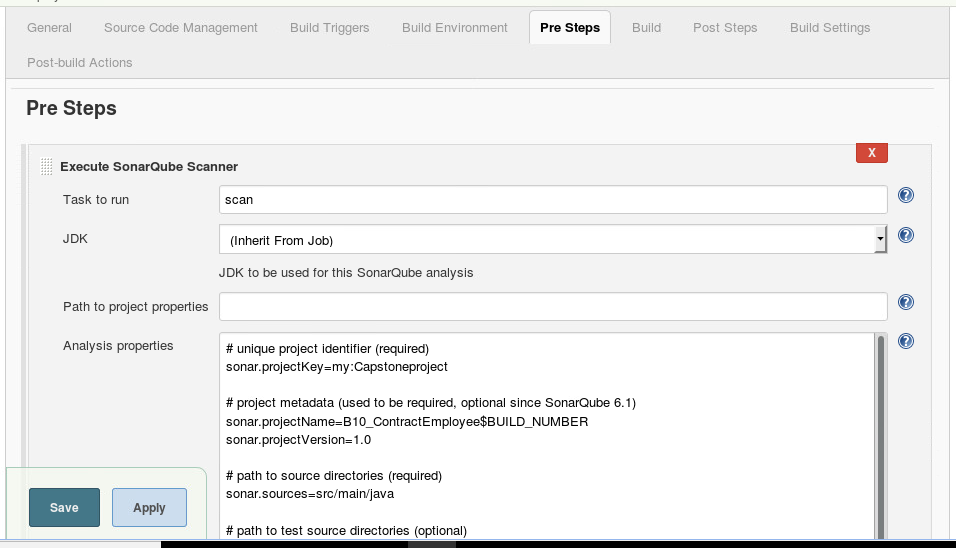 General Source Code Management Build Triggers Build Environment Pre Steps Build Post Steps Build Settings
Post-build Actions
Pre Steps
X
Execute SonarQube Scanner
Task to run scan ?
JDK (Inherit From Job) ?
JDK to be used for this SonarQube analysis
Path to project properties ?
Analysis properties ?
# unique project identifier (required)
sonar.projectKey=my:Capstoneproject
# project metadata (used to be required, optional since SonarQube 6.1)
sonar.projectName=B10_ContractEmployee$BUILD_NUMBER
sonar.projectVersion=1.0
# path to source directories (required)
sonar.sources=src/main/java
# path to test source directories (optional)
Save Apply